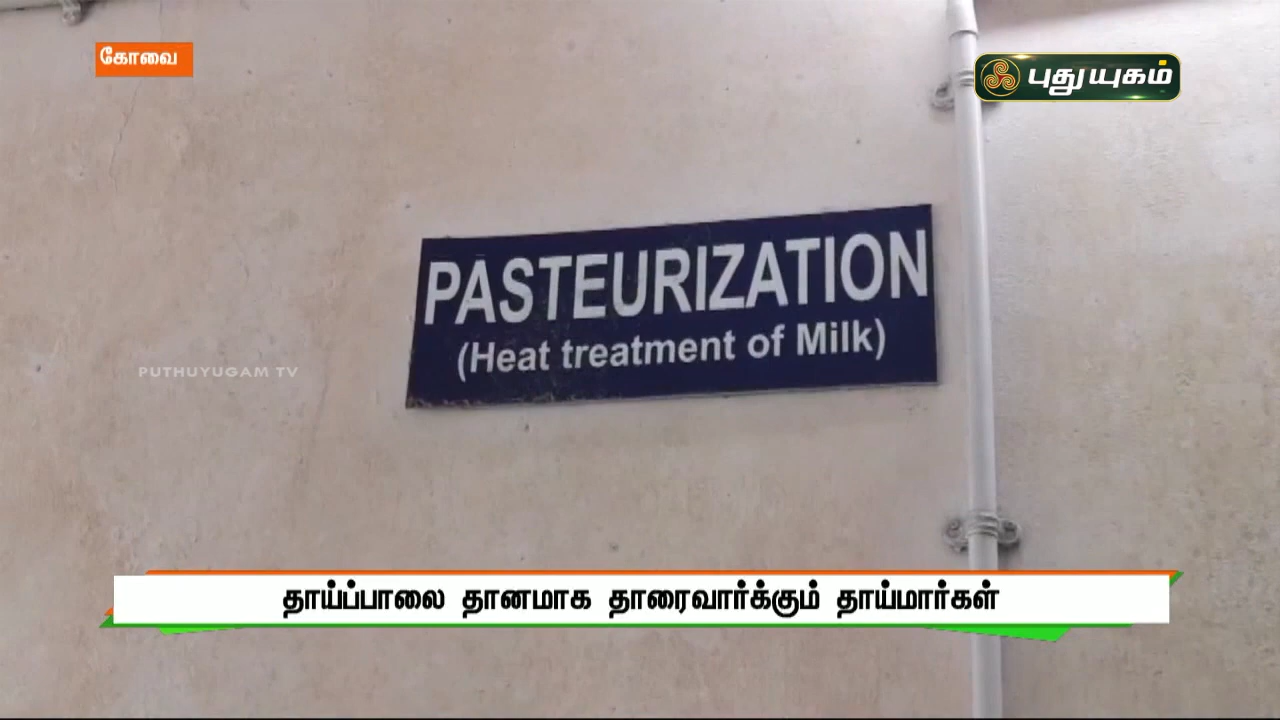 கோவை
புதுயுகம்
PASTEURIZATION
(Heat treatment of Milk)
PUTHUYUGAM TV
தாய்ப்பாலை தானமாக தாரைவார்க்கும் தாய்மார்கள்